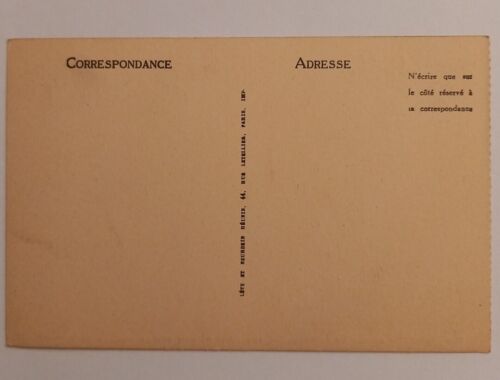 CORRESPONDANCE
ADRESSE
N'écrire que sur
le côté réservé à
la correspondance
LÉVY ET NEURDEIN RÉUNIS, 44, RUE LETELLIER, PARIS, IMP.